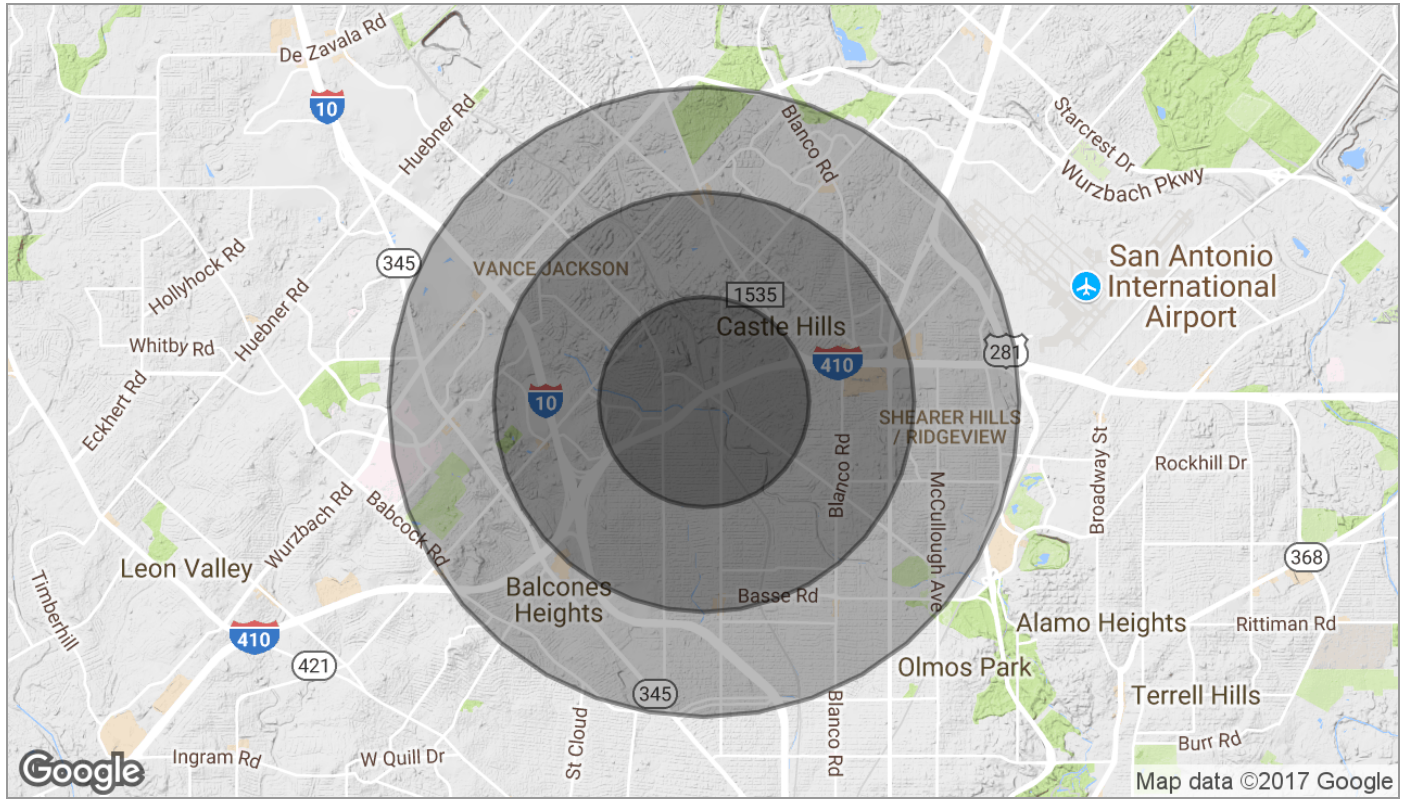 De Zavala Rd
10
Huebner Rd
Blanco Rd
Starcrest Dr
Wurzbach Pkwy
Hollyhock Rd
345
VANCE JACKSON
San Antonio
International
Airport
1535
Castle Hills
Huebner Rd
Whitby Rd
281
410
10
Eckhert Rd
SHEARER HILLS
/ RIDGEVIEW
Blanco Rd
McCullough Ave
Broadway St
Rockhill Dr
Wurzbach Rd
Babcock Rd
Leon Valley
368
Timberhill
Balcones
Heights
Basse Rd
Alamo Heights
Rittiman Rd
410
421
345
Olmos Park
Terrell Hills
St Cloud
Blanco Rd
Ingram Rd
W Quill Dr
Burr Rd
Google
Map data ©2017 Google